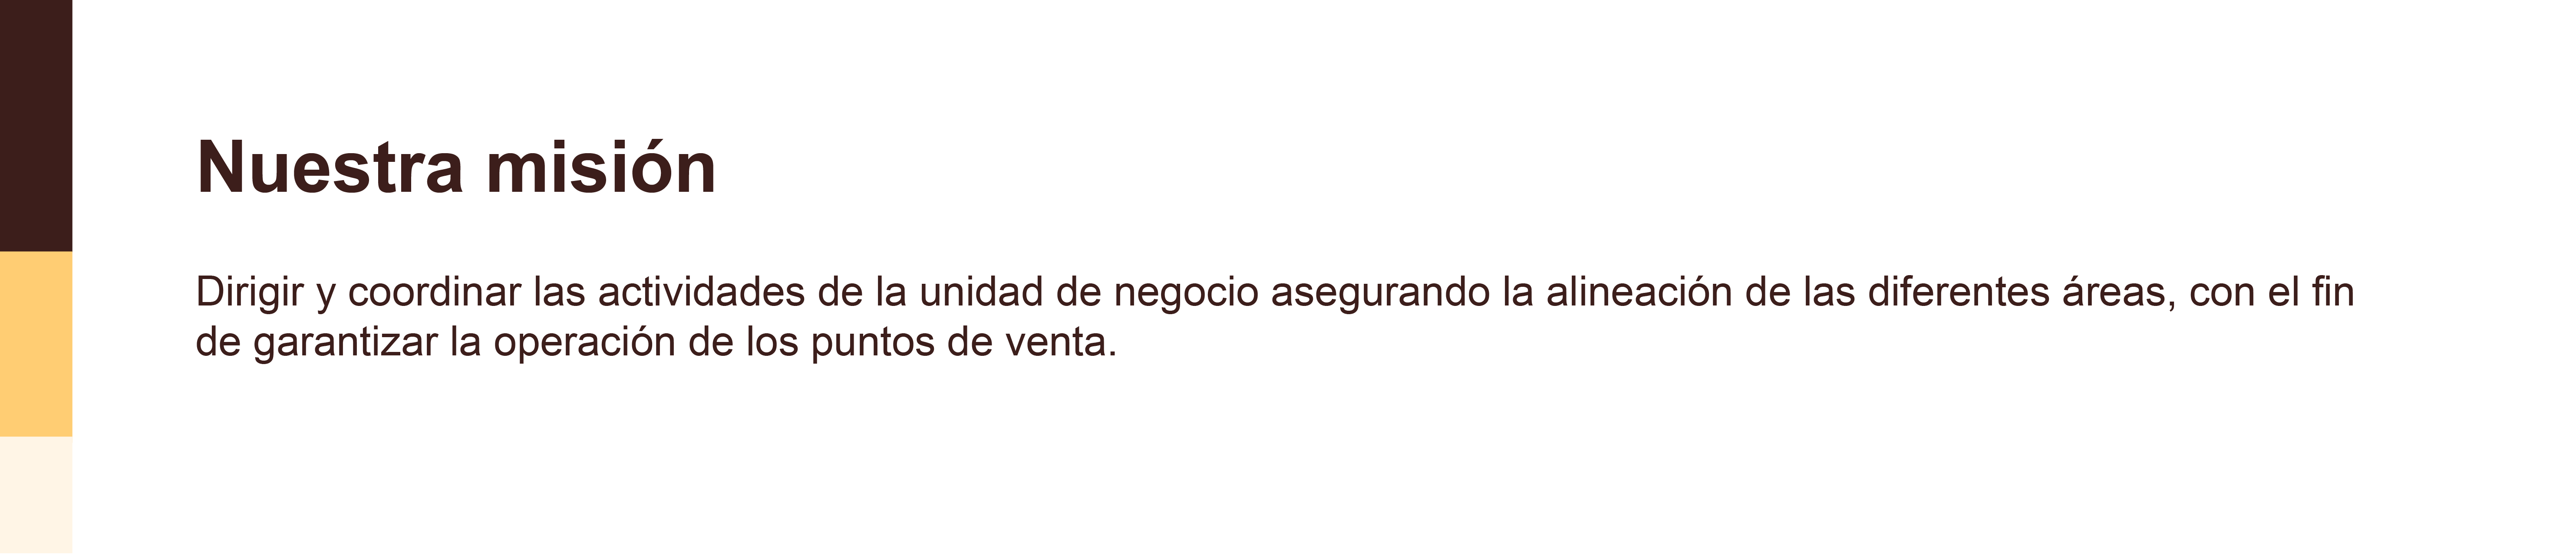 Nuestra misión
Dirigir y coordinar las actividades de la unidad de negocio asegurando la alineación de las diferentes áreas, con el fin
de garantizar la operación de los puntos de venta.